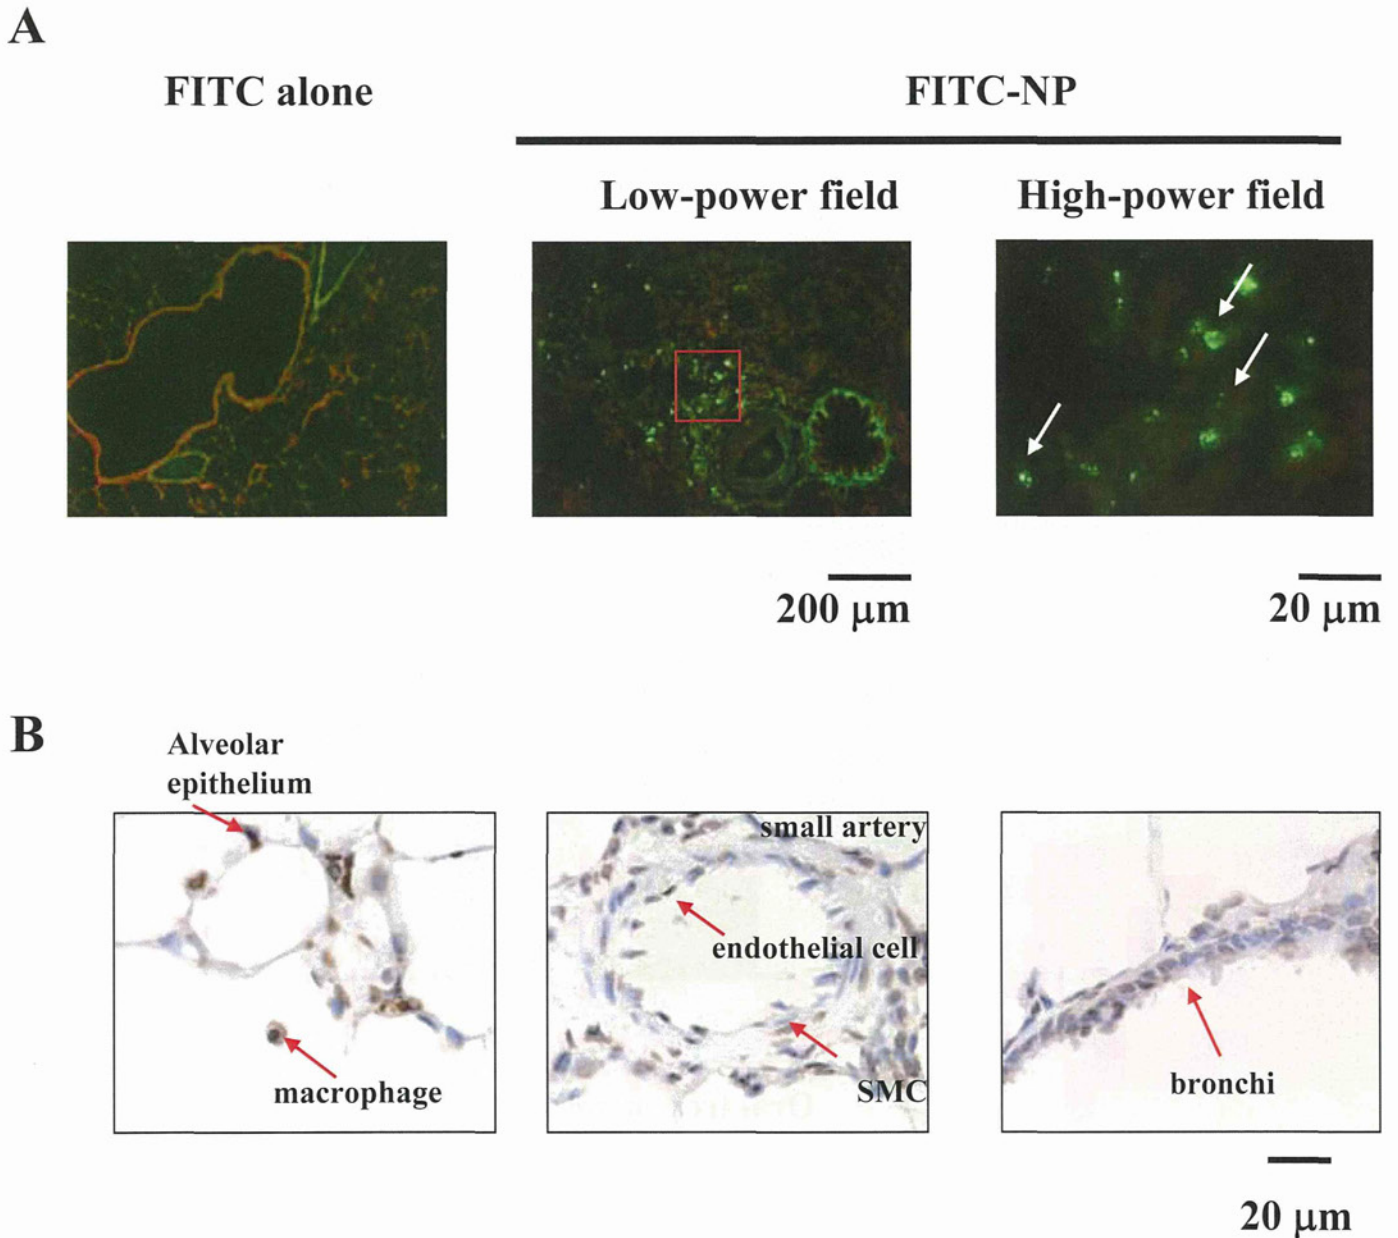 A
FITC alone
FITC-NP
Low-power field
High-power field
200 μm
20 μm
B
Alveolar
epithelium
macrophage
small artery
endothelial cell
SMC
bronchi
20 μm